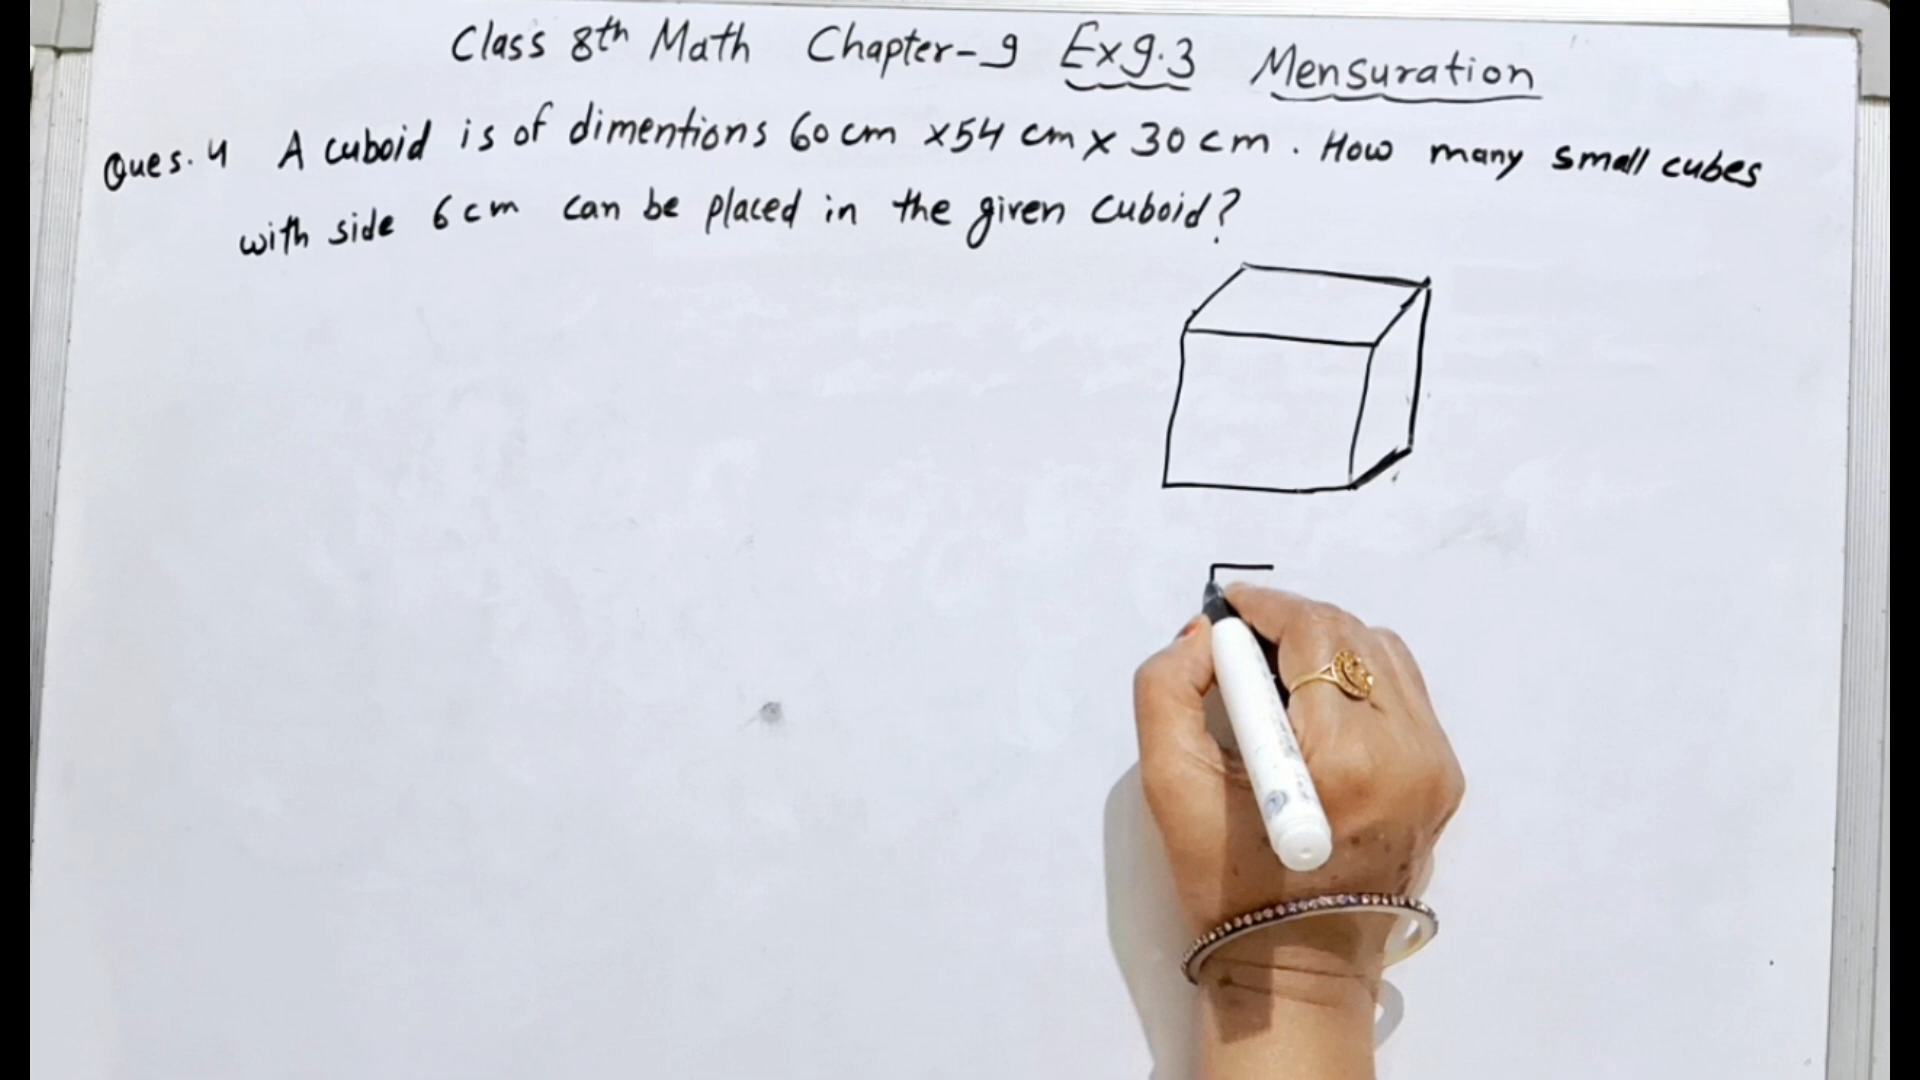 Class 8th Math Chapter-9 Ex9.3 Mensuration
Ques.4 A cuboid is of dimentions 60 cm x54 cm x 30 cm. How many small cubes
with side 6 cm can be placed in the given cuboid?